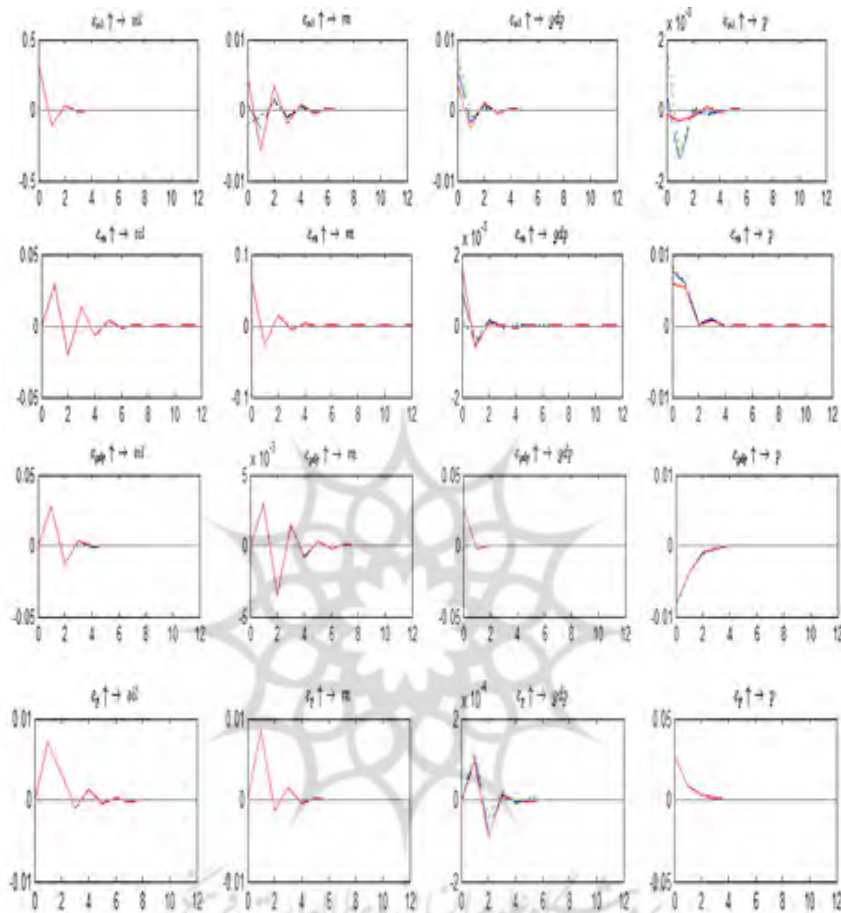 ε_oil ↑ → oil ε_oil ↑ → m ε_oil ↑ → gdp ε_oil ↑ → p
0.5 0.01 0.01 × 10⁻³ 2
0 0 0 0
-0.5 -0.01 -0.01 -2
0 2 4 6 8 10 12 0 2 4 6 8 10 12 0 2 4 6 8 10 12 0 2 4 6 8 10 12
ε_m ↑ → oil ε_m ↑ → m ε_m ↑ → gdp ε_m ↑ → p
0.05 0.1 × 10⁻³ 2 0.01
0 0 0 0
-0.05 -0.1 -2 -0.01
0 2 4 6 8 10 12 0 2 4 6 8 10 12 0 2 4 6 8 10 12 0 2 4 6 8 10 12
ε_gdp ↑ → oil ε_gdp ↑ → m ε_gdp ↑ → gdp ε_gdp ↑ → p
0.05 5 × 10⁻³ 0.05 0.01
0 0 0 0
-0.05 -5 -0.05 -0.01
0 2 4 6 8 10 12 0 2 4 6 8 10 12 0 2 4 6 8 10 12 0 2 4 6 8 10 12
ε_p ↑ → oil ε_p ↑ → m ε_p ↑ → gdp ε_p ↑ → p
0.01 0.01 2 × 10⁻⁴ 0.05
0 0 0 0
-0.01 -0.01 -2 -0.05
0 2 4 6 8 10 12 0 2 4 6 8 10 12 0 2 4 6 8 10 12 0 2 4 6 8 10 12